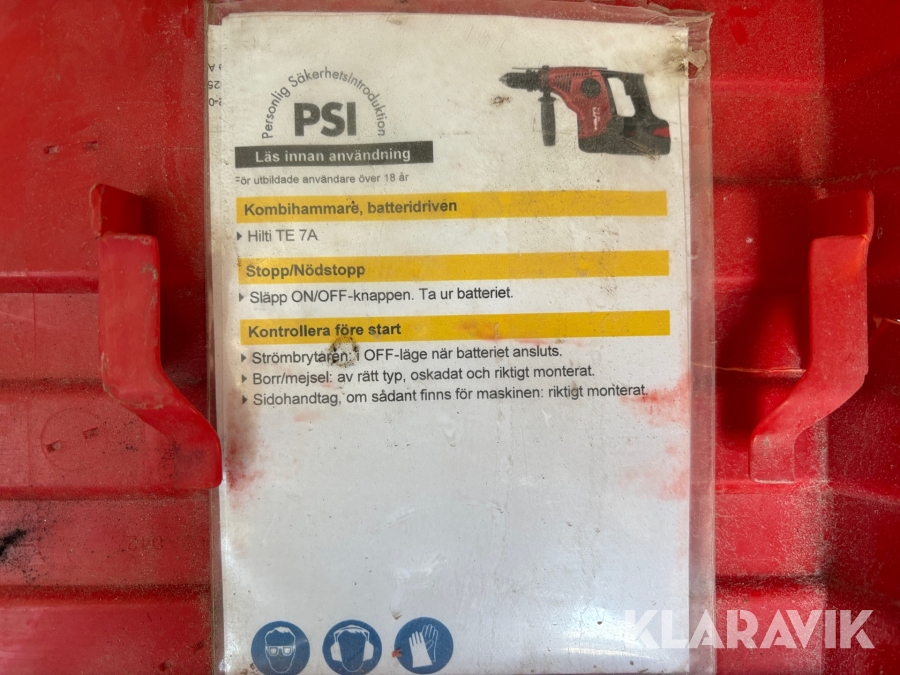 Personlig Säkerhetsintroduktion
PSI
Läs innan användning
För utbildade användare över 18 år
Kombihammare, batteridriven
Hilti TE 7A
Stopp/Nödstopp
Släpp ON/OFF-knappen. Ta ur batteriet.
Kontrollera före start
Strömbrytaren: i OFF-läge när batteriet ansluts.
Borr/mejsel: av rätt typ, oskadat och riktigt monterat.
Sidohandtag, om sådant finns för maskinen: riktigt monterat.
KLARAVIK